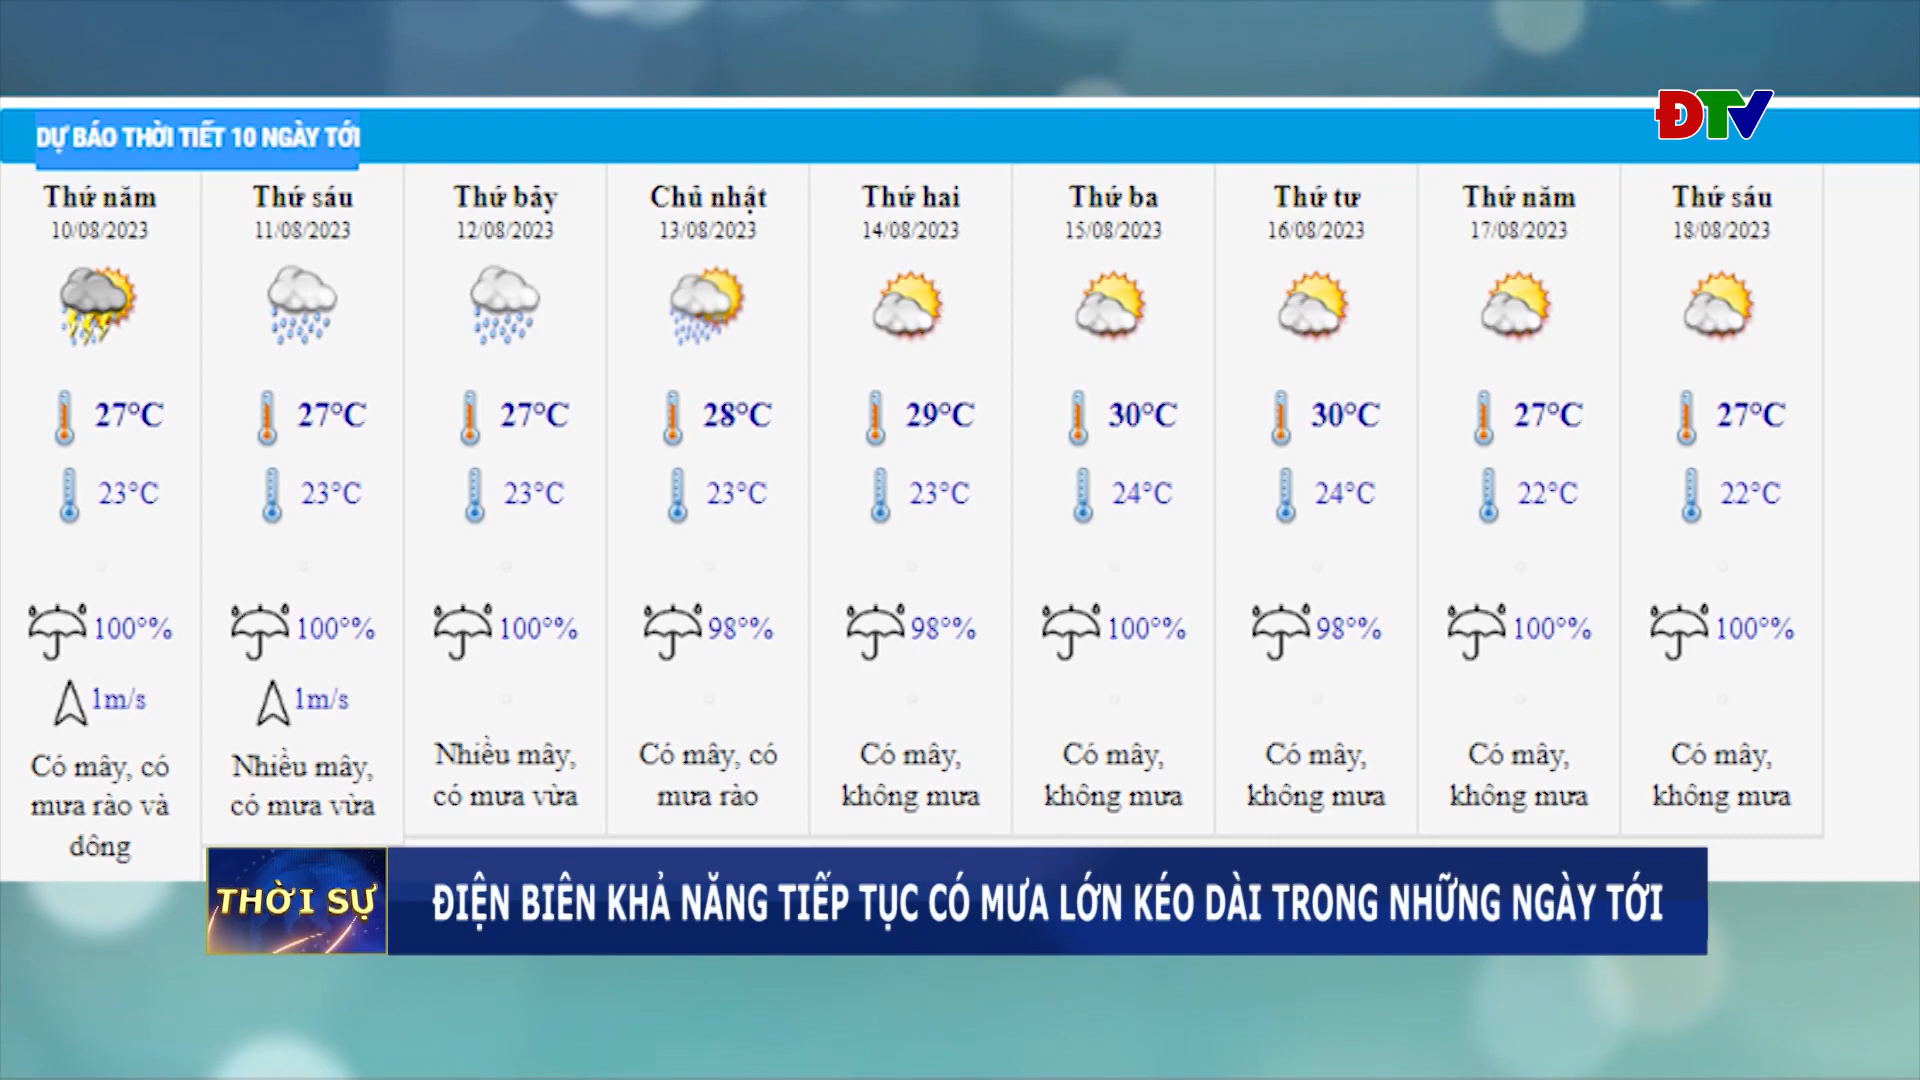 ĐTV
DỰ BÁO THỜI TIẾT 10 NGÀY TỚI
Thứ năm Thứ sáu Thứ bảy Chủ nhật Thứ hai Thứ ba Thứ tư Thứ năm Thứ sáu
10/08/2023 11/08/2023 12/08/2023 13/08/2023 14/08/2023 15/08/2023 16/08/2023 17/08/2023 18/08/2023
27°C 27°C 27°C 28°C 29°C 30°C 30°C 27°C 27°C
23°C 23°C 23°C 23°C 23°C 24°C 24°C 22°C 22°C
100°% 100°% 100°% 98°% 98°% 100°% 98°% 100°% 100°%
1m/s 1m/s
Có mây, có Nhiều mây, Nhiều mây, Có mây, có Có mây, Có mây, Có mây, Có mây, Có mây,
mưa rào và có mưa vừa có mưa vừa mưa rào không mưa không mưa không mưa không mưa không mưa
dông
THỜI SỰ
ĐIỆN BIÊN KHẢ NĂNG TIẾP TỤC CÓ MƯA LỚN KÉO DÀI TRONG NHỮNG NGÀY TỚI